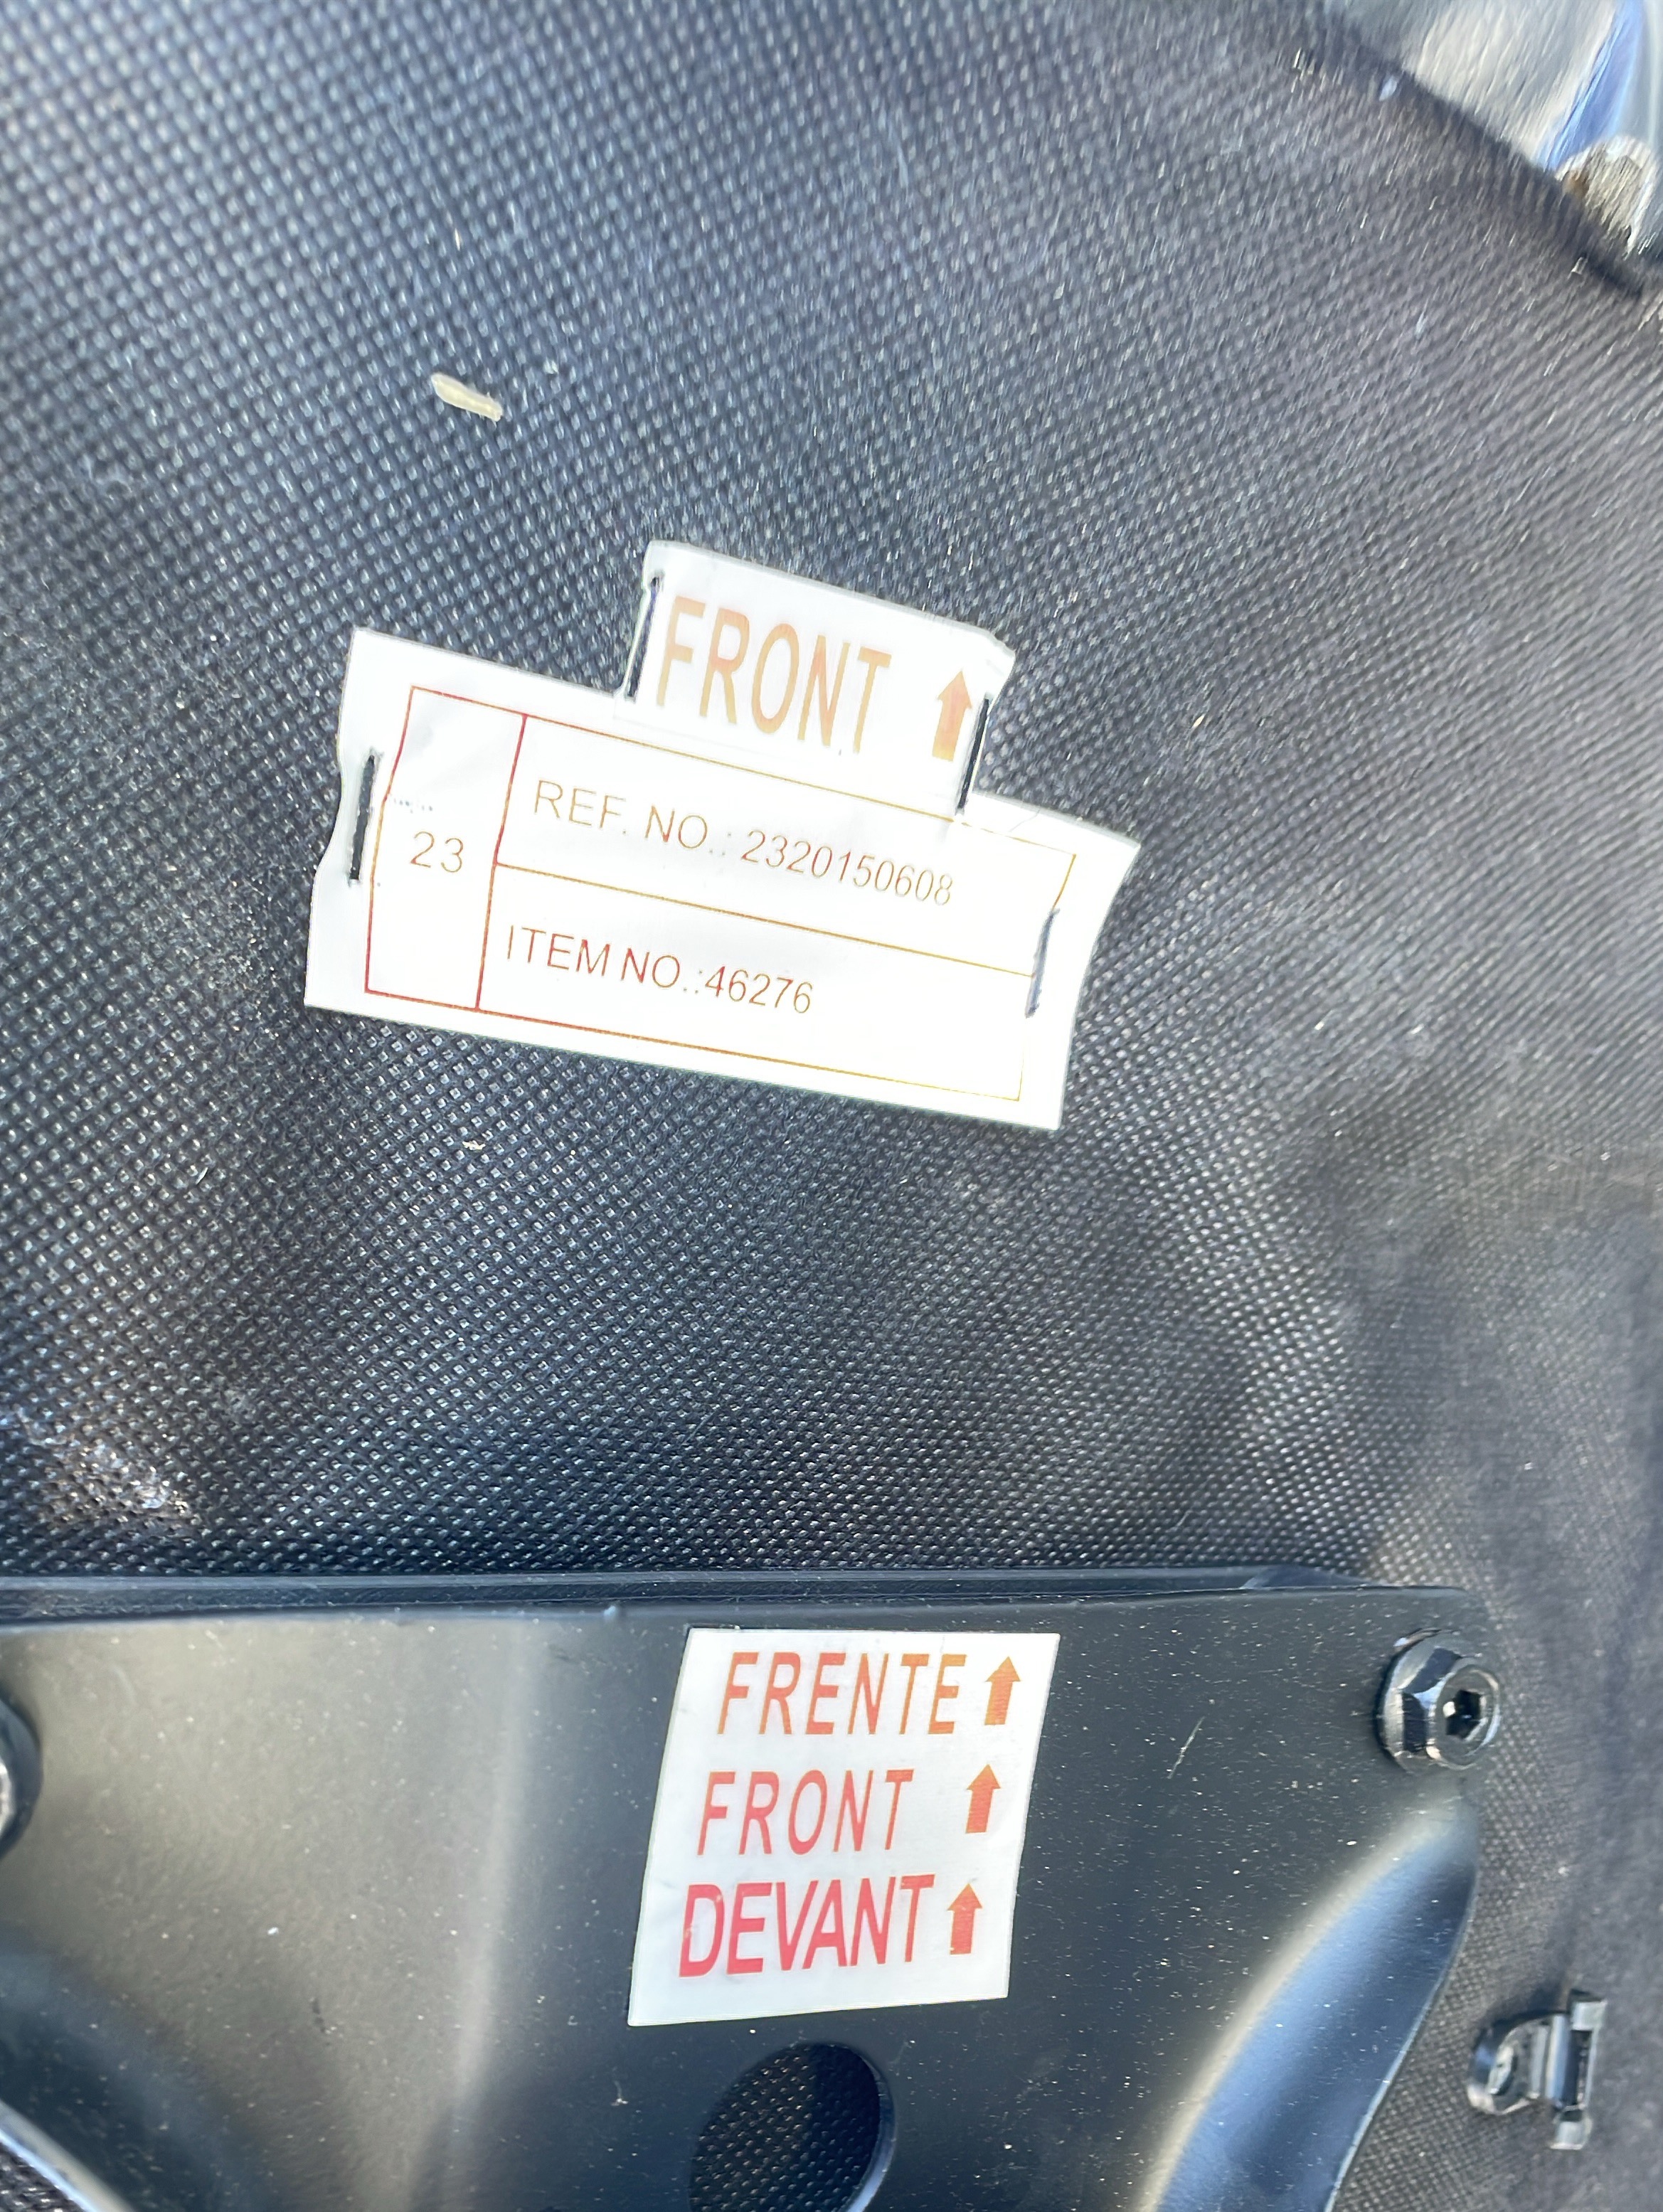 FRONT
23
REF. NO.: 2320150608
ITEM NO.:46276
FRENTE
FRONT
DEVANT